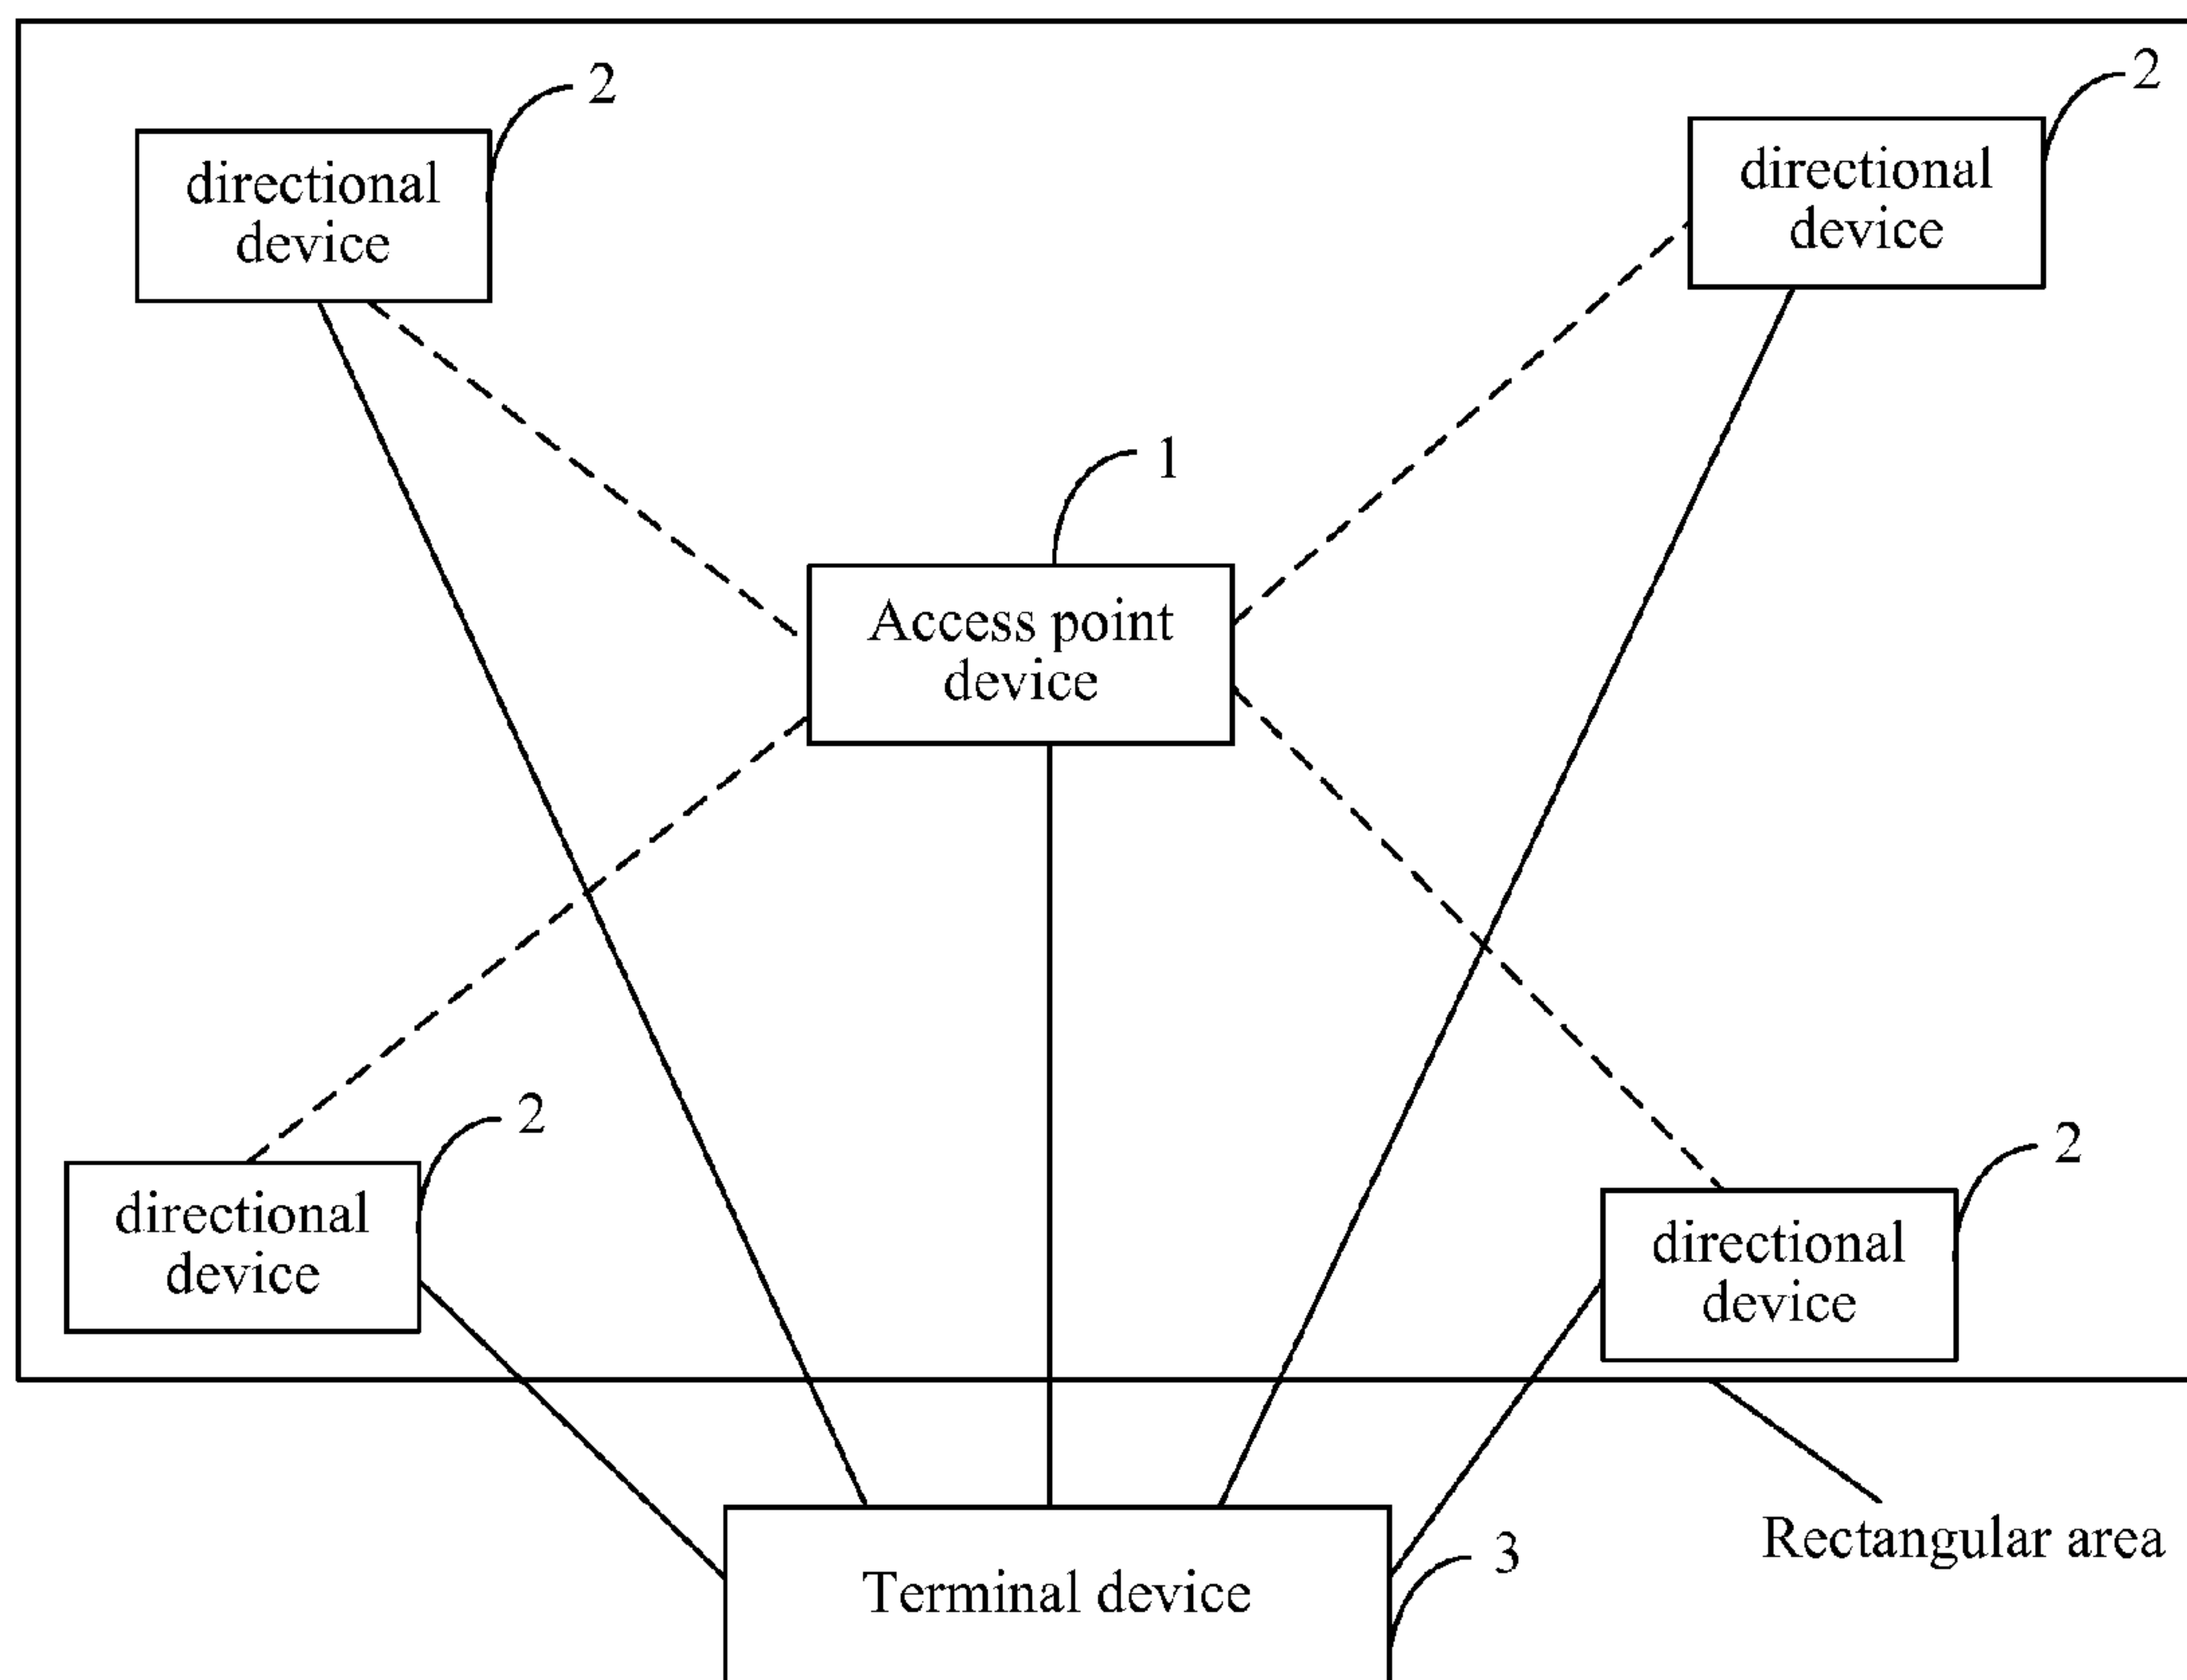 2
2
directional
device
directional
device
1
Access point
device
2
2
directional
device
directional
device
3
Rectangular area
Terminal device